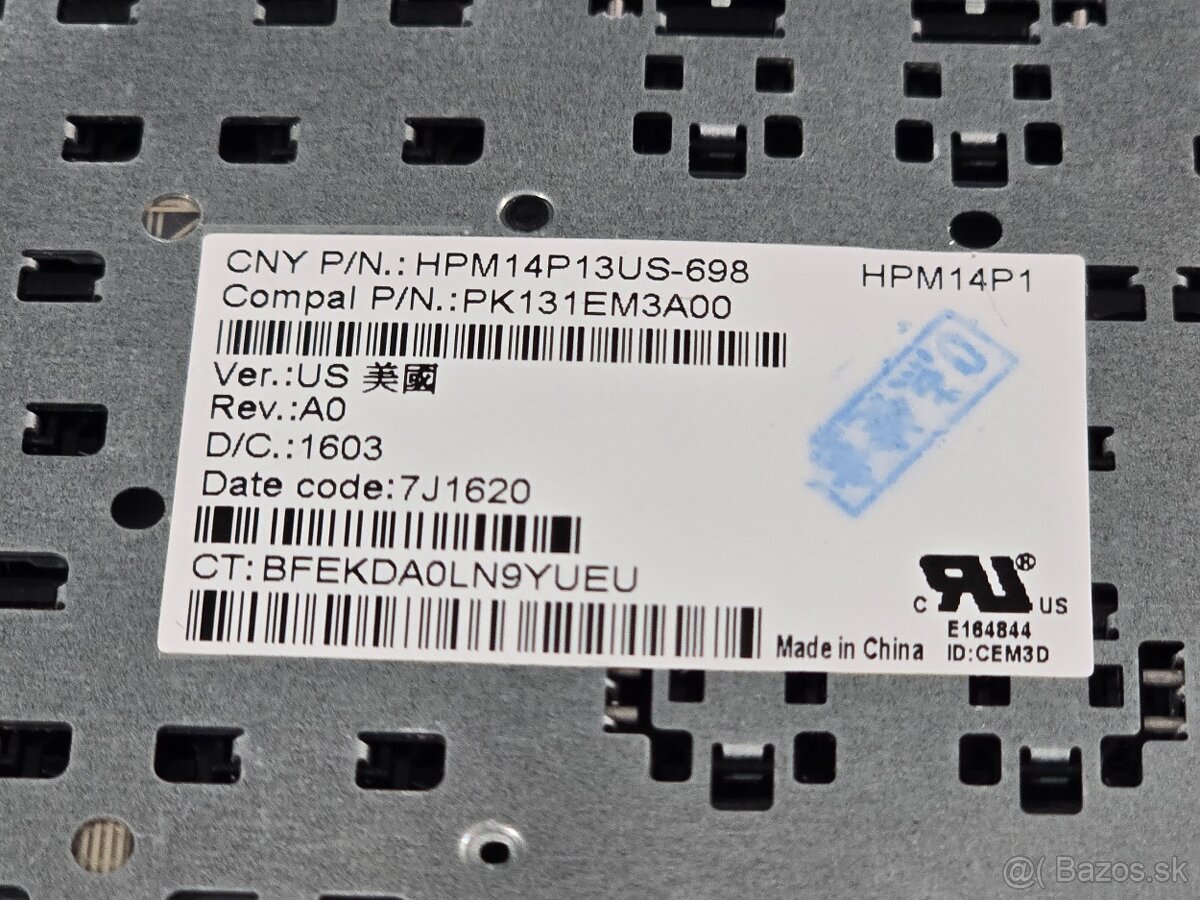 CNY P/N.: HPM14P13US-698
HPM14P1
Compal P/N.:PK131EM3A00
Ver.:US 美國
Rev.:A0
D/C.:1603
Date code:7J1620
CT: BFEKDA0LN9YUEU
C RU® US
E164844
Made in China
ID:CEM3D
@( Bazos.sk